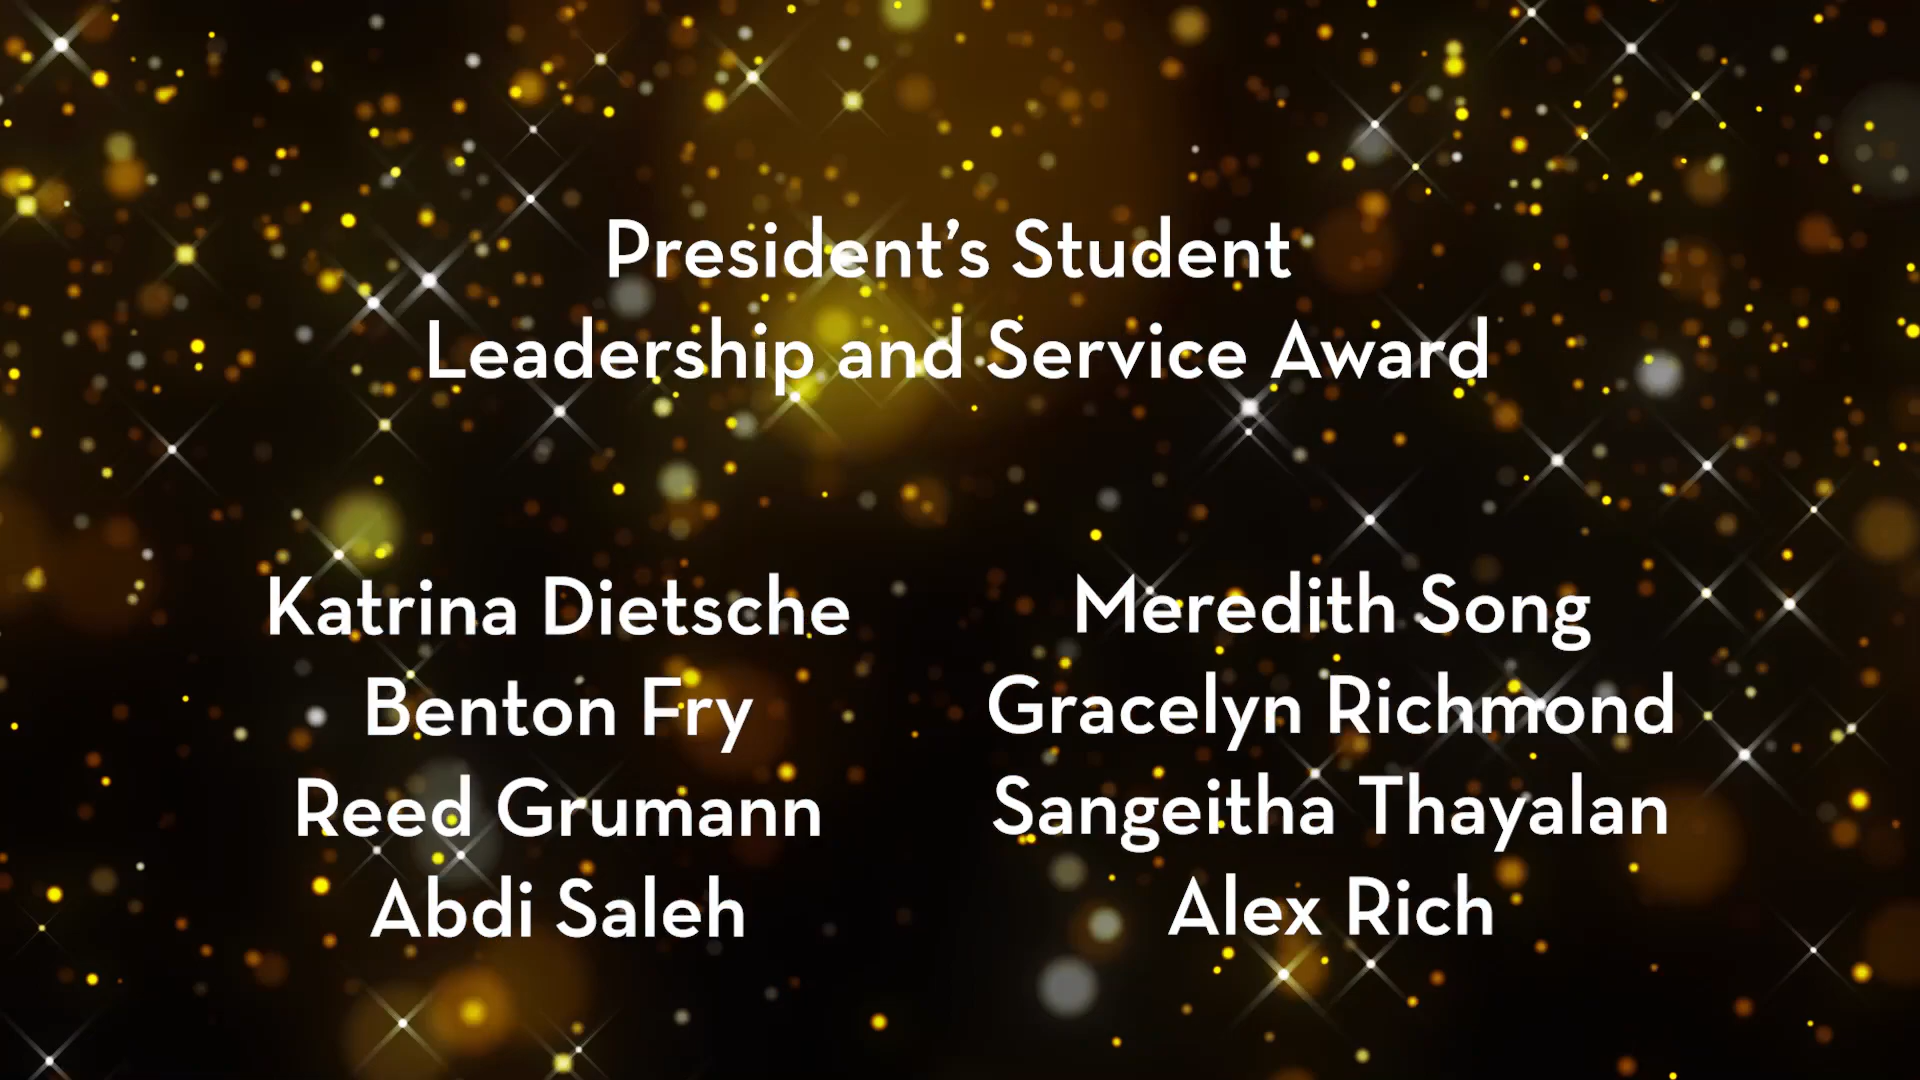 President’s Student
Leadership and Service Award
Katrina Dietsche
Benton Fry
Reed Grumann
Abdi Saleh
Meredith Song
Gracelyn Richmond
Sangeitha Thayalan
Alex Rich